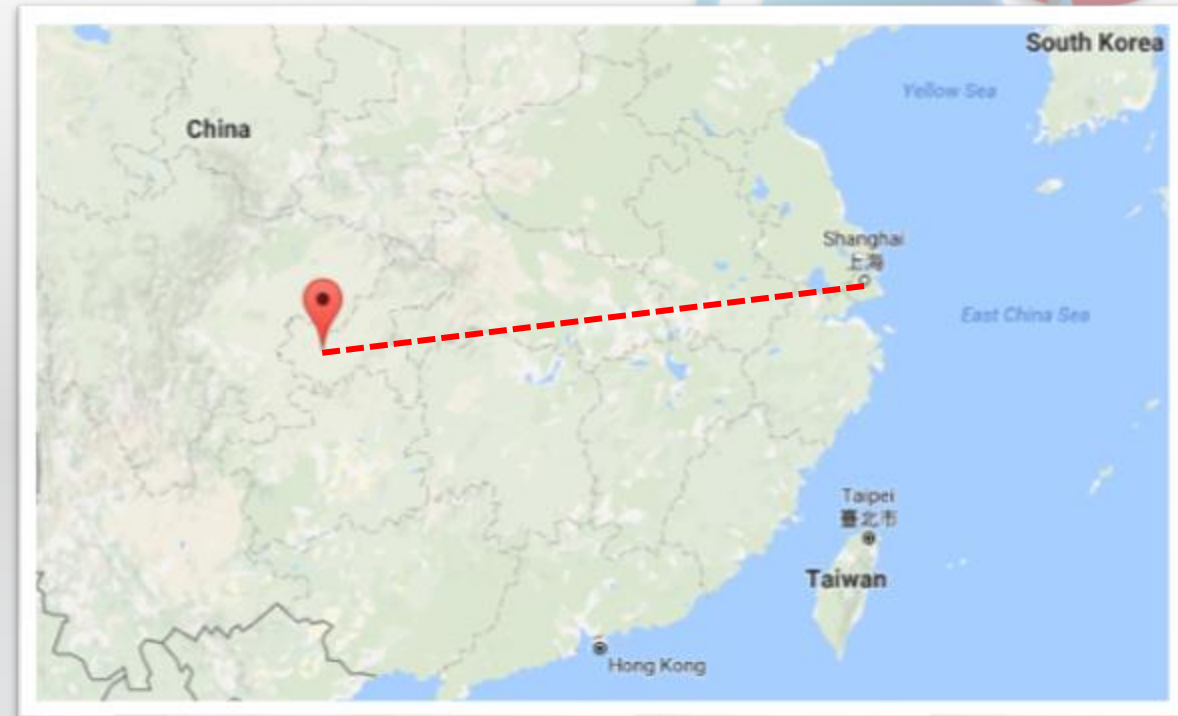 South Korea
Yellow Sea
China
Shanghai
上海
East China Sea
Taipei
臺北市
Taiwan
Hong Kong